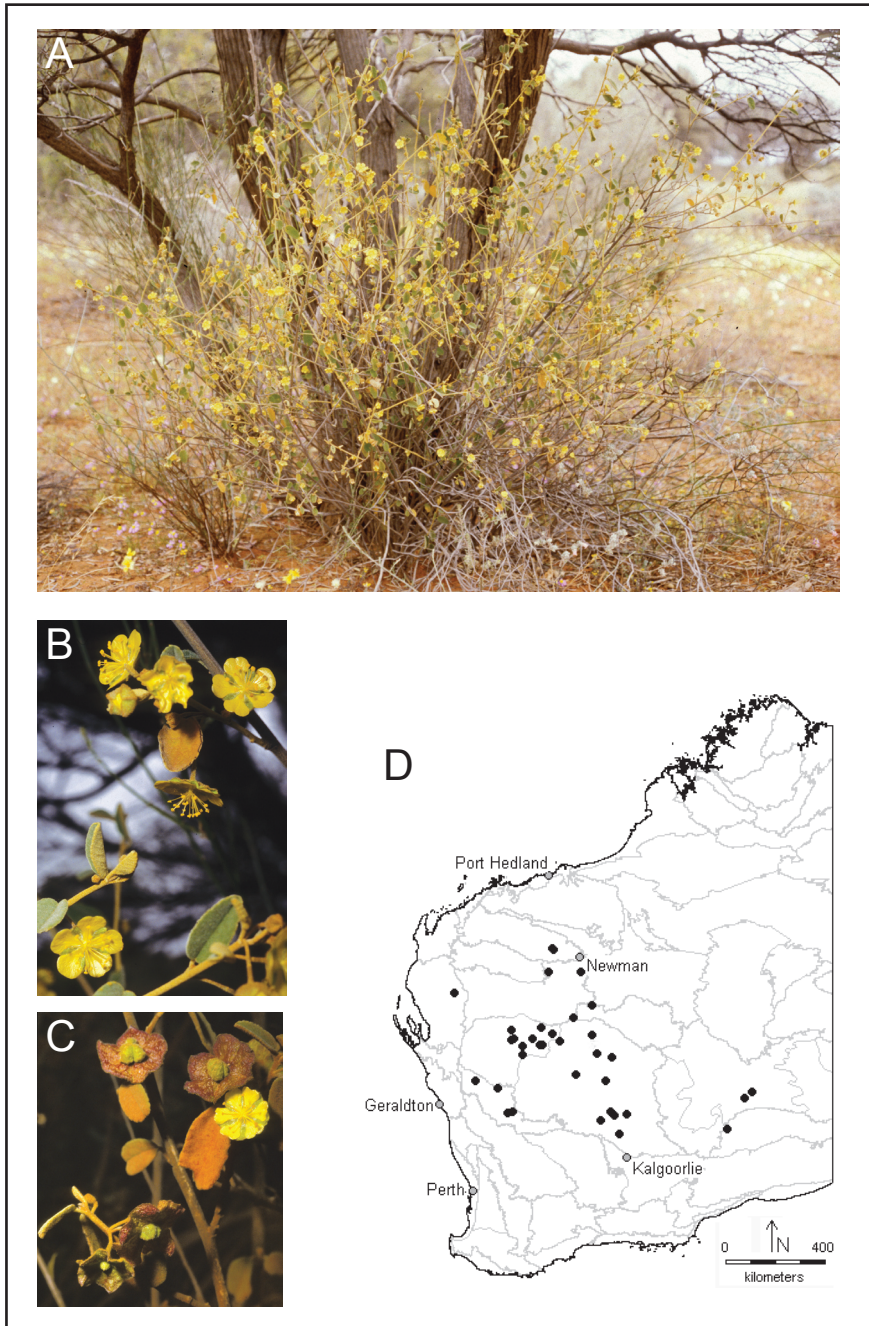 A
B
C
D
Port Hedland
Newman
Geraldton
Kalgoorlie
Perth
N
0 400
kilometers